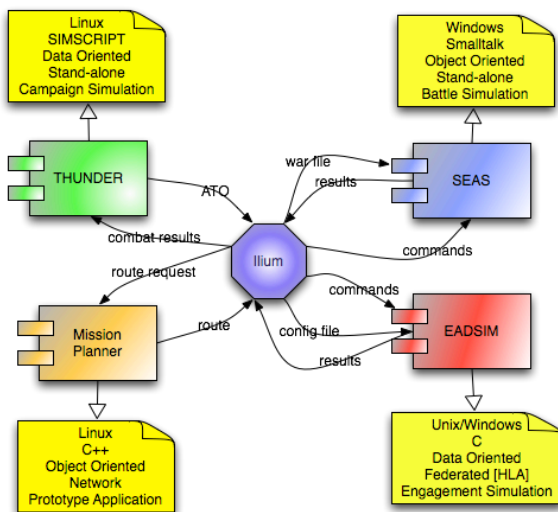 Linux
SIMSCRIPT
Data Oriented
Stand-alone
Campaign Simulation
Windows
Smalltalk
Object Oriented
Stand-alone
Battle Simulation
THUNDER
SEAS
war file
results
ATO
combat results
commands
Ilium
route request
commands
Mission
Planner
route
config file
EADSIM
results
Linux
C++
Object Oriented
Network
Prototype Application
Unix/Windows
C
Data Oriented
Federated [HLA]
Engagement Simulation